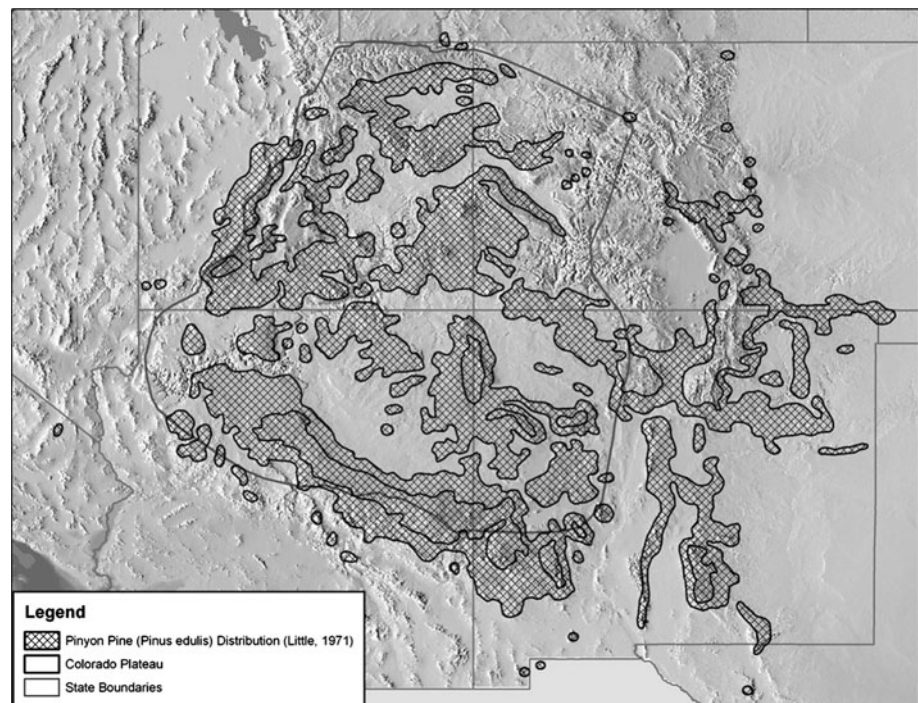 Legend
Pinyon Pine (Pinus edulis) Distribution (Little, 1971)
Colorado Plateau
State Boundaries